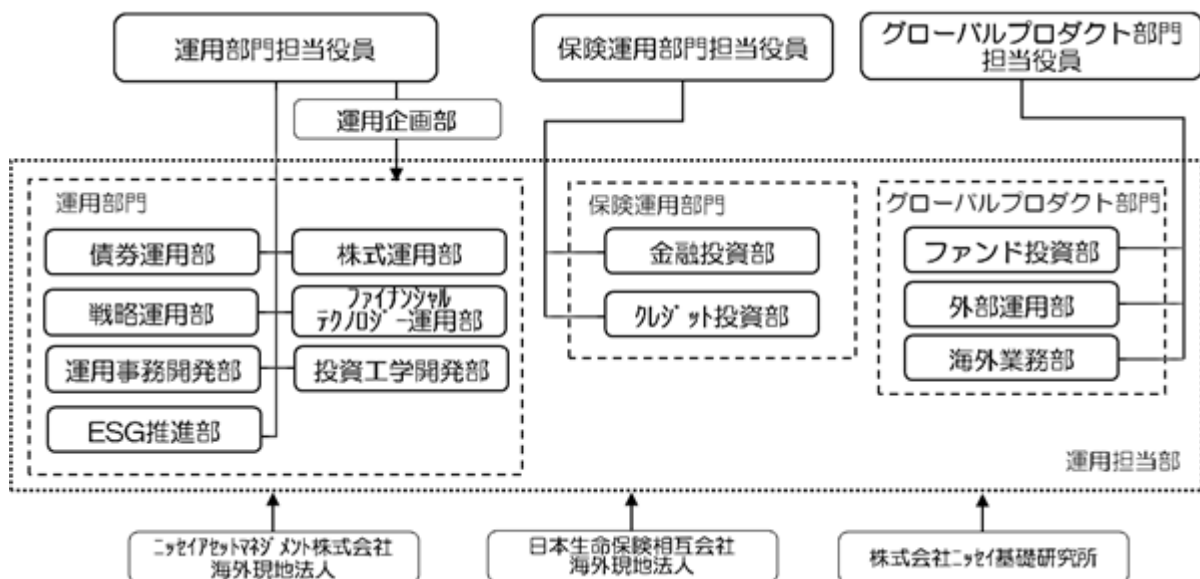 運用部門担当役員
保険運用部門担当役員
グローバルプロダクト部門
担当役員
運用企画部
運用部門
債券運用部
株式運用部
戦略運用部
ファイナンシャル
テクノロジー運用部
運用事務開発部
投資工学開発部
ESG推進部
保険運用部門
金融投資部
クレジット投資部
グローバルプロダクト部門
ファンド投資部
外部運用部
海外業務部
運用担当部
ニッセイアセットマネジメント株式会社
海外現地法人
日本生命保険相互会社
海外現地法人
株式会社ニッセイ基礎研究所